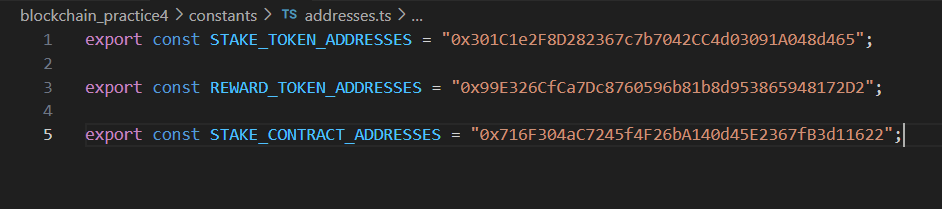 blockchain_practice4 > constants > TS addresses.ts > ...
1 export const STAKE_TOKEN_ADDRESSES = "0x301C1e2F8D282367c7b7042CC4d03091A048d465";
2
3 export const REWARD_TOKEN_ADDRESSES = "0x99E326CfCa7Dc8760596b81b8d953865948172D2";
4
5 export const STAKE_CONTRACT_ADDRESSES = "0x716F304aC7245f4F26bA140d45E2367fB3d11622";